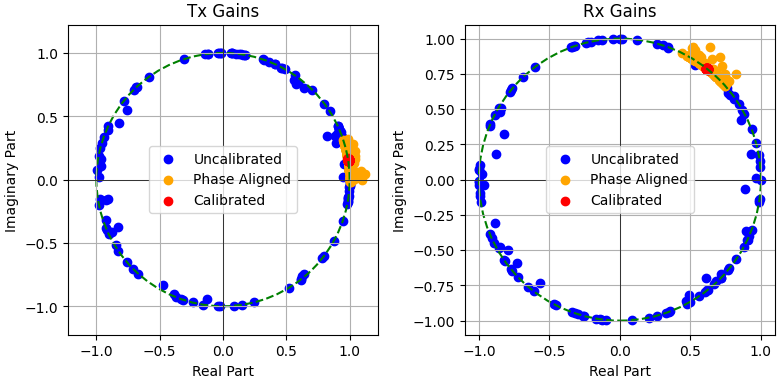 Tx Gains
1.0
0.5
0.0
−0.5
−1.0
Imaginary Part
Uncalibrated
Phase Aligned
Calibrated
−1.0 −0.5 0.0 0.5 1.0
Real Part
Rx Gains
1.00
0.75
0.50
0.25
0.00
−0.25
−0.50
−0.75
−1.00
Imaginary Part
Uncalibrated
Phase Aligned
Calibrated
−1.0 −0.5 0.0 0.5 1.0
Real Part